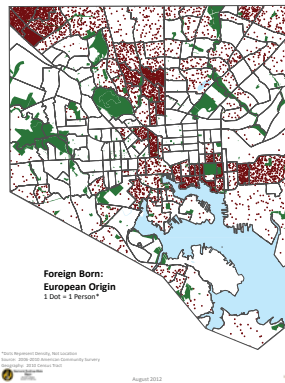 Foreign Born:
European Origin
1 Dot = 1 Person*
*Dots Represent Density, Not Location
Source: 2006-2010 American Community Survery
Geography: 2010 Census Tract
August 2012